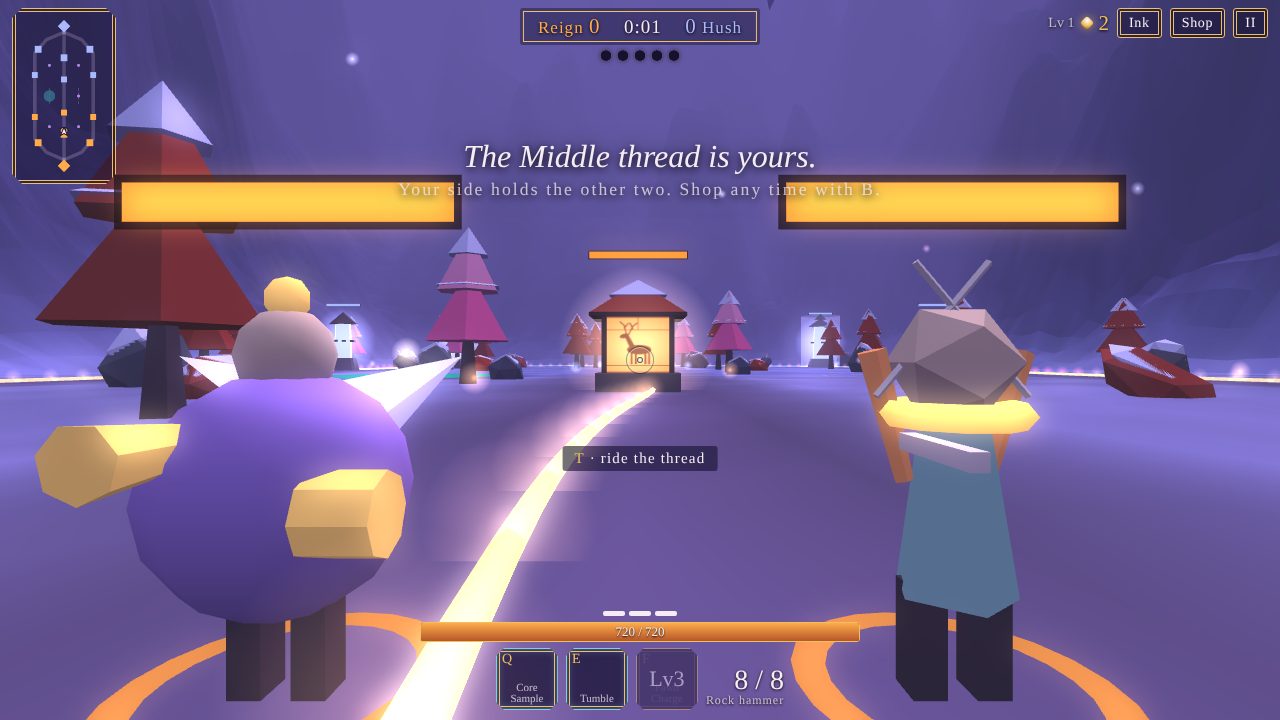 Reign 0 0:01 0 Hush
Lv 1 2 Ink Shop II
The Middle thread is yours.
Your side holds the other two. Shop any time with B.
T · ride the thread
720 / 720
Q E
Lv3
Core Sample Tumble
8 / 8
Rock hammer